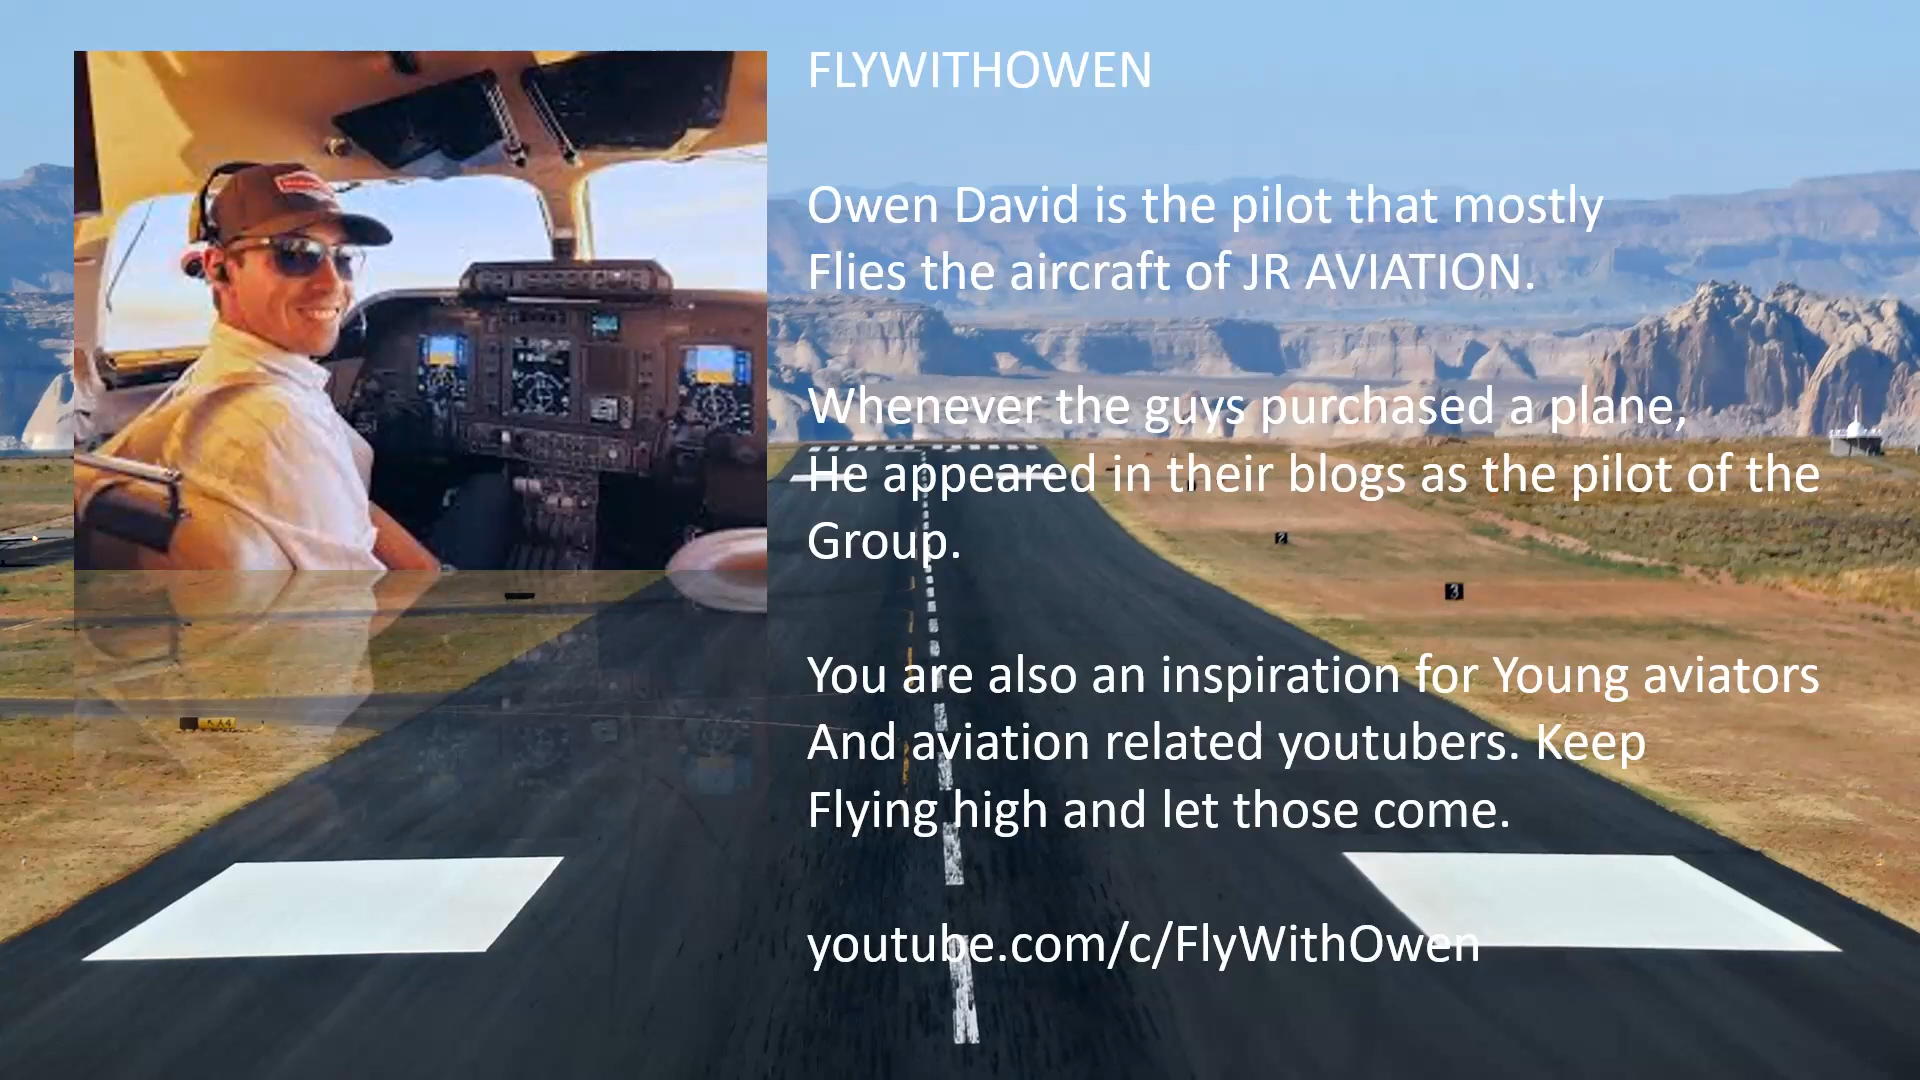 FLYWITHOWEN
Owen David is the pilot that mostly
Flies the aircraft of JR AVIATION.
Whenever the guys purchased a plane,
He appeared in their blogs as the pilot of the
Group.
You are also an inspiration for Young aviators
And aviation related youtubers. Keep
Flying high and let those come.
youtube.com/c/FlyWithOwen
2
3